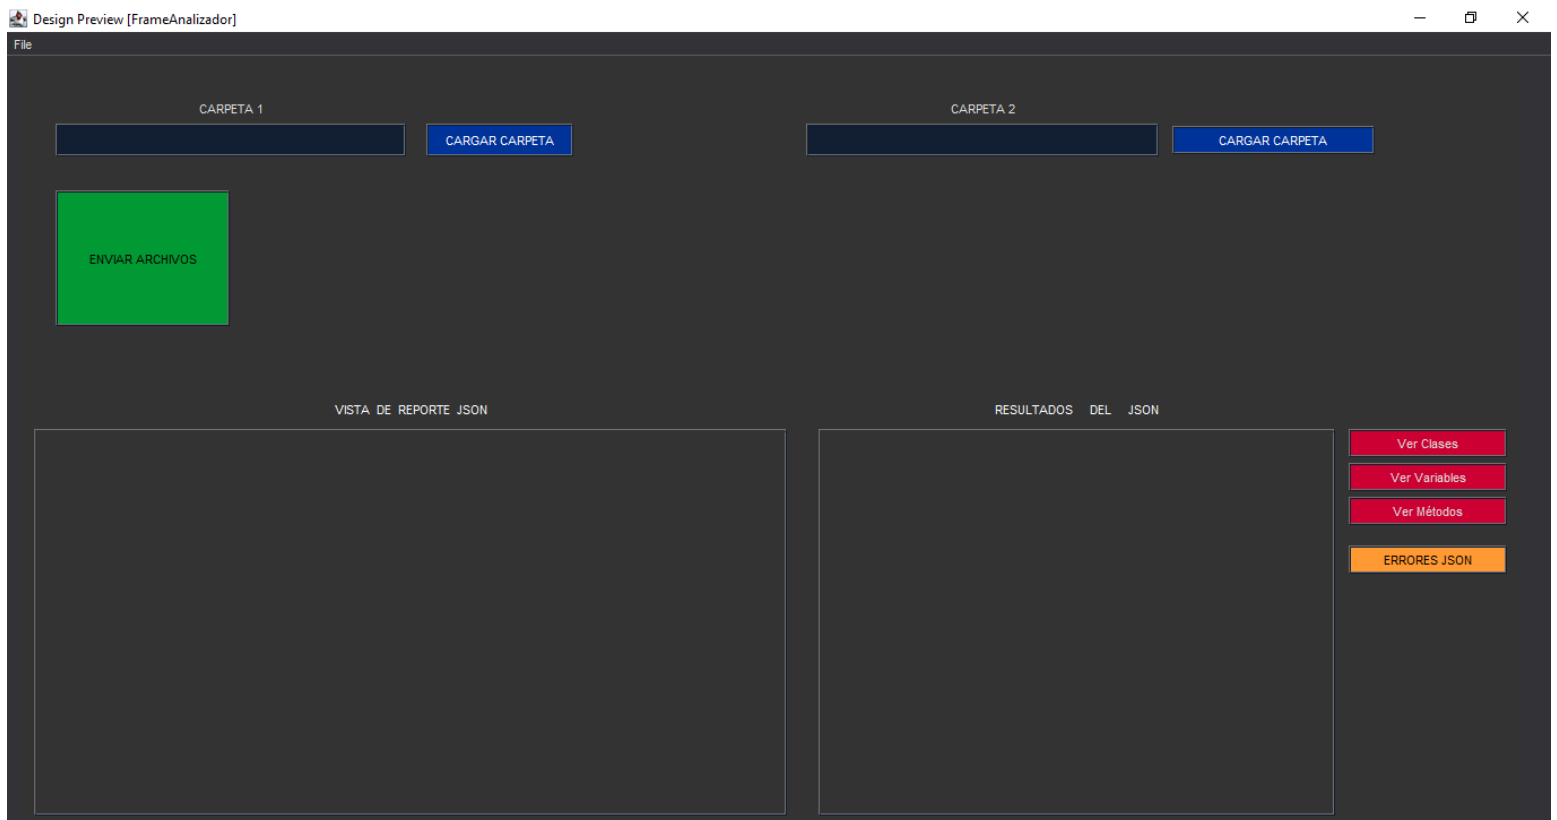 Design Preview [FrameAnalizador]
File
CARPETA 1
CARPETA 2
CARGAR CARPETA
CARGAR CARPETA
ENVIAR ARCHIVOS
VISTA DE REPORTE JSON
RESULTADOS DEL JSON
Ver Clases
Ver Variables
Ver Métodos
ERRORES JSON